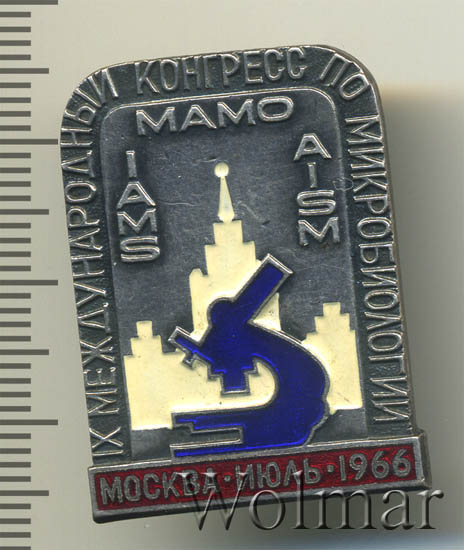 IX МЕЖДУНАРОДНЫЙ КОНГРЕСС ПО МИКРОБИОЛОГИИ
МАМО
IAMS
AISM
МОСКВА·ИЮЛЬ·1966
Wolmar